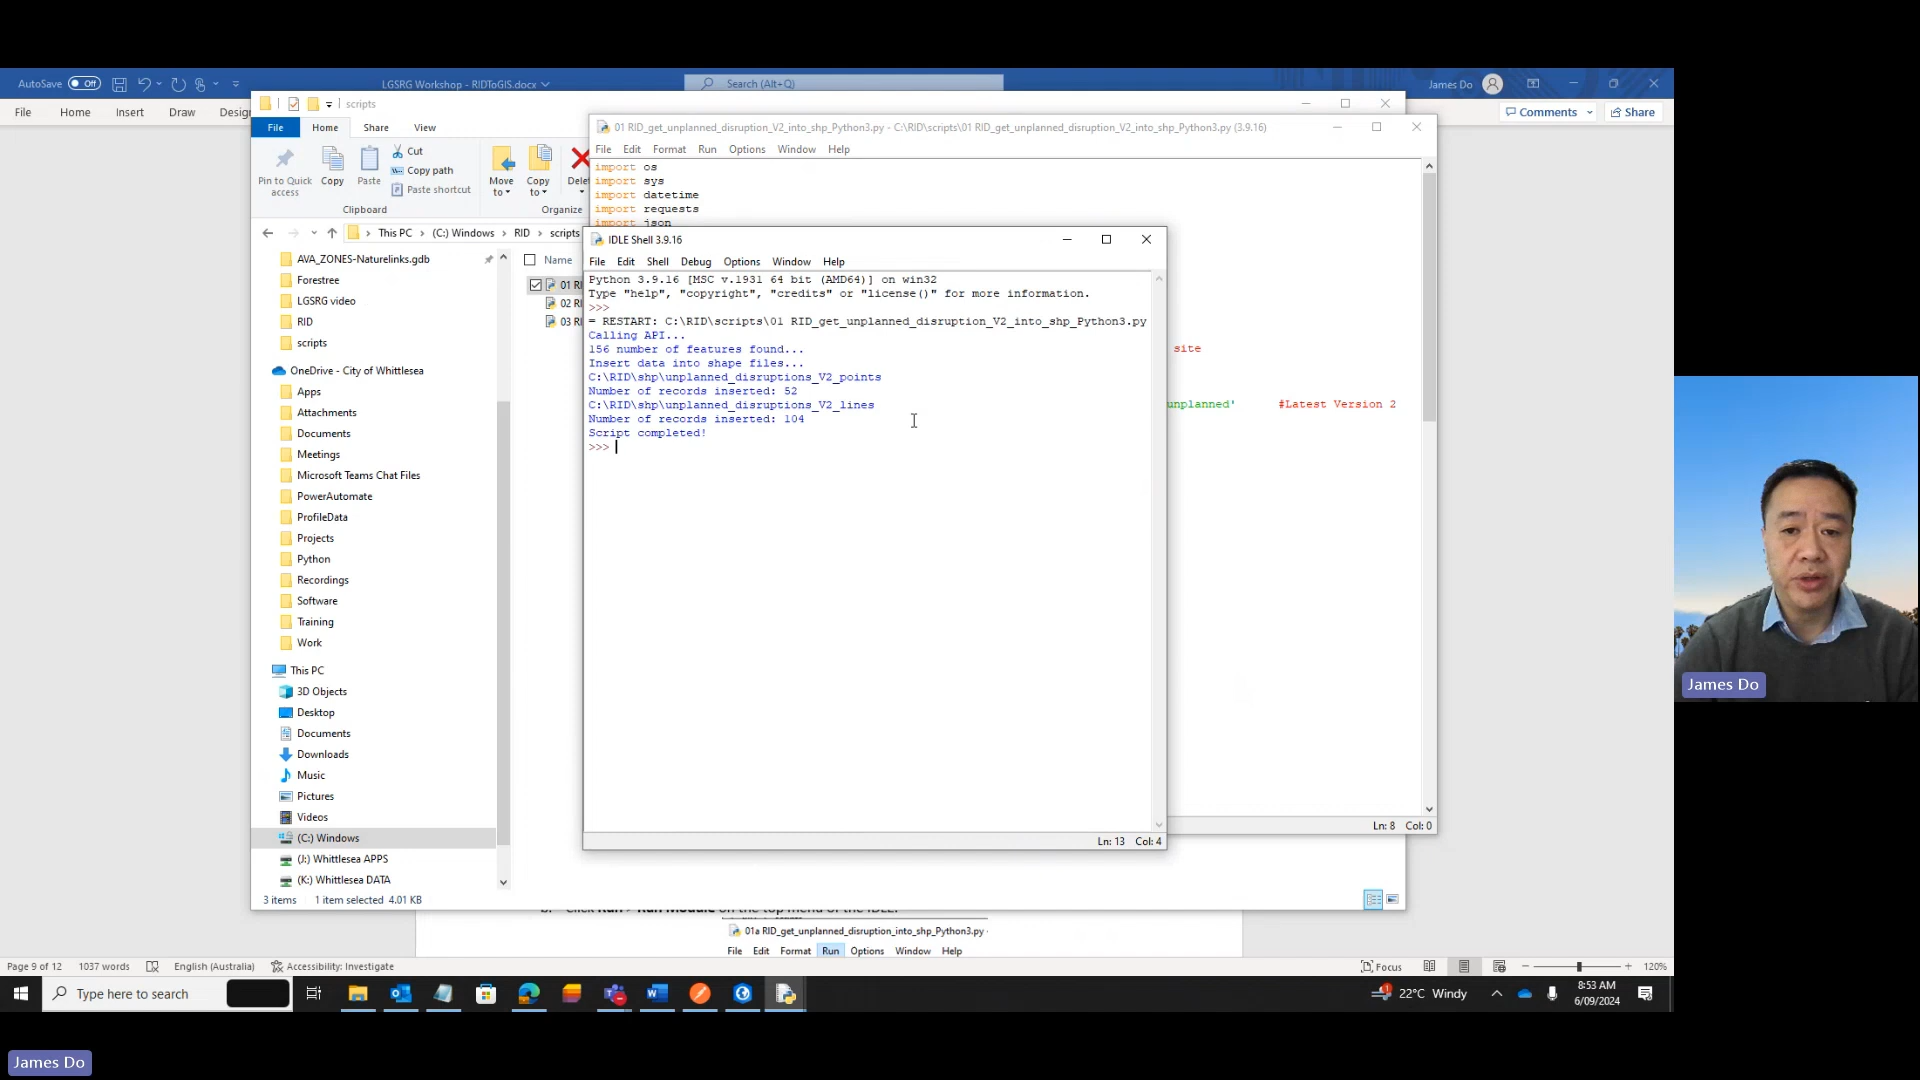 AutoSave Off
LGSRG Workshop - RIDToGIS.docx
Search (Alt+Q)
James Do
File Home Insert Draw Desig
Comments Share
scripts
File Home Share View
Pin to Quick access
Copy
Paste
Cut
Copy path
Paste shortcut
Move to
Copy to
Delet
Clipboard
Organize
This PC > (C:) Windows > RID > scripts
AVA_ZONES-Naturelinks.gdb
Forestree
LGSRG video
RID
scripts
OneDrive - City of Whittlesea
Apps
Attachments
Documents
Meetings
Microsoft Teams Chat Files
PowerAutomate
ProfileData
Projects
Python
Recordings
Software
Training
Work
This PC
3D Objects
Desktop
Documents
Downloads
Music
Pictures
Videos
(C:) Windows
(J:) Whittlesea APPS
(K:) Whittlesea DATA
3 items 1 item selected 4.01 KB
Name
01 RI
02 RI
03 RI
01 RID_get_unplanned_disruption_V2_into_shp_Python3.py - C:\RID\scripts\01 RID_get_unplanned_disruption_V2_into_shp_Python3.py (3.9.16)
File Edit Format Run Options Window Help
import os
import sys
import datetime
import requests
import json
site
unplanned' #Latest Version 2
Ln: 8 Col: 0
IDLE Shell 3.9.16
File Edit Shell Debug Options Window Help
Python 3.9.16 [MSC v.1931 64 bit (AMD64)] on win32
Type "help", "copyright", "credits" or "license()" for more information.
>>>
= RESTART: C:\RID\scripts\01 RID_get_unplanned_disruption_V2_into_shp_Python3.py
Calling API...
156 number of features found...
Insert data into shape files...
C:\RID\shp\unplanned_disruptions_V2_points
Number of records inserted: 52
C:\RID\shp\unplanned_disruptions_V2_lines
Number of records inserted: 104
Script completed!
>>>
Ln: 13 Col: 4
01a RID_get_unplanned_disruption_into_shp_Python3.py -
File Edit Format Run Options Window Help
Page 9 of 12 1037 words English (Australia) Accessibility: Investigate
Focus 120%
Type here to search
22°C Windy
8:53 AM
6/09/2024
James Do
James Do